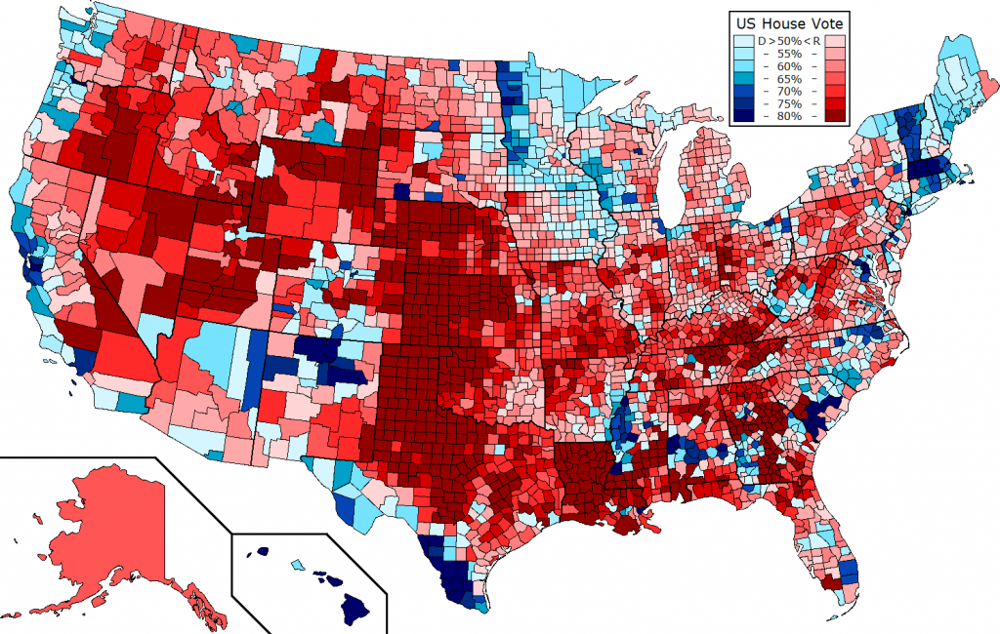 US House Vote
D >50%< R
- 55% -
- 60% -
- 65% -
- 70% -
- 75% -
- 80% -